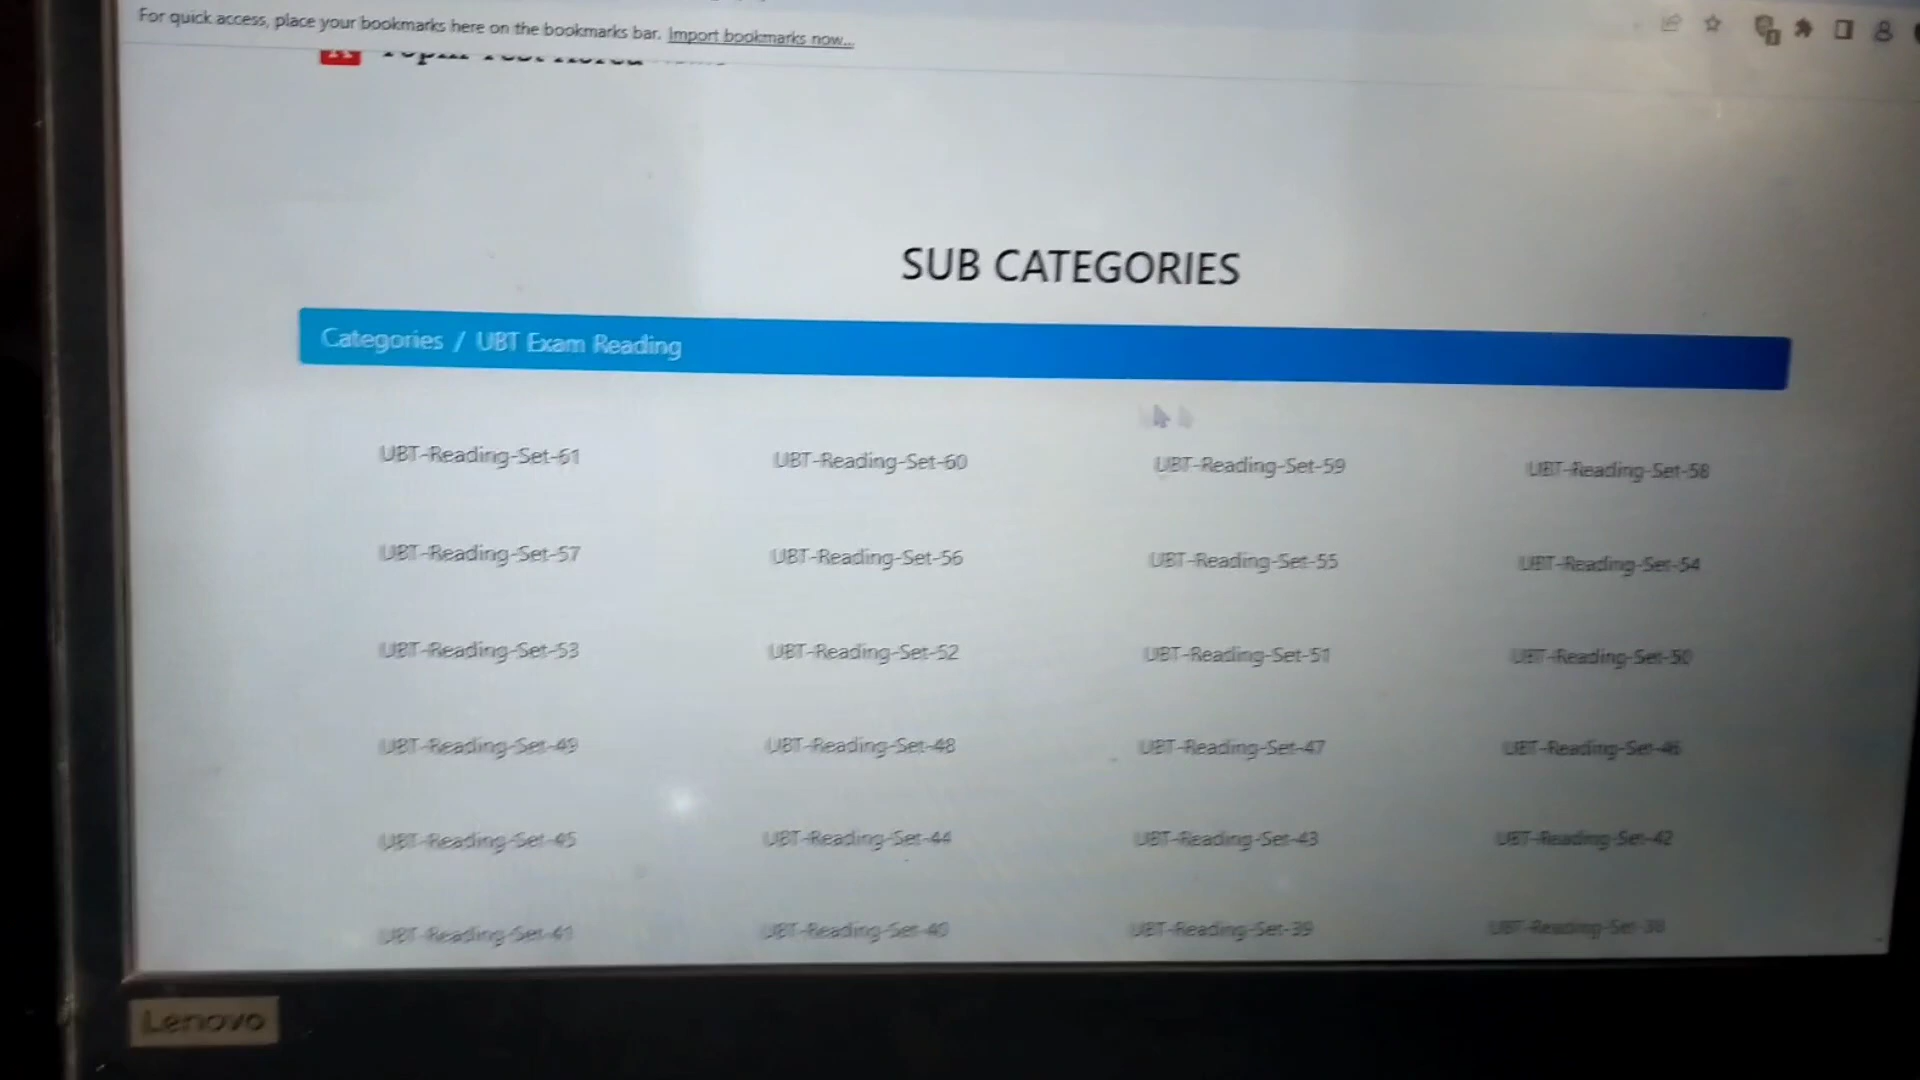 For quick access, place your bookmarks here on the bookmarks bar. Import bookmarks now...
SUB CATEGORIES
Categories / UBT Exam Reading
UBT-Reading-Set-61 UBT-Reading-Set-60 UBT-Reading-Set-59 UBT-Reading-Set-58
UBT-Reading-Set-57 UBT-Reading-Set-56 UBT-Reading-Set-55 UBT-Reading-Set-54
UBT-Reading-Set-53 UBT-Reading-Set-52 UBT-Reading-Set-51 UBT-Reading-Set-50
UBT-Reading-Set-49 UBT-Reading-Set-48 UBT-Reading-Set-47 UBT-Reading-Set-46
UBT-Reading-Set-45 UBT-Reading-Set-44 UBT-Reading-Set-43 UBT-Reading-Set-42
UBT-Reading-Set-41 UBT-Reading-Set-40 UBT-Reading-Set-39 UBT-Reading-Set-38
Lenovo